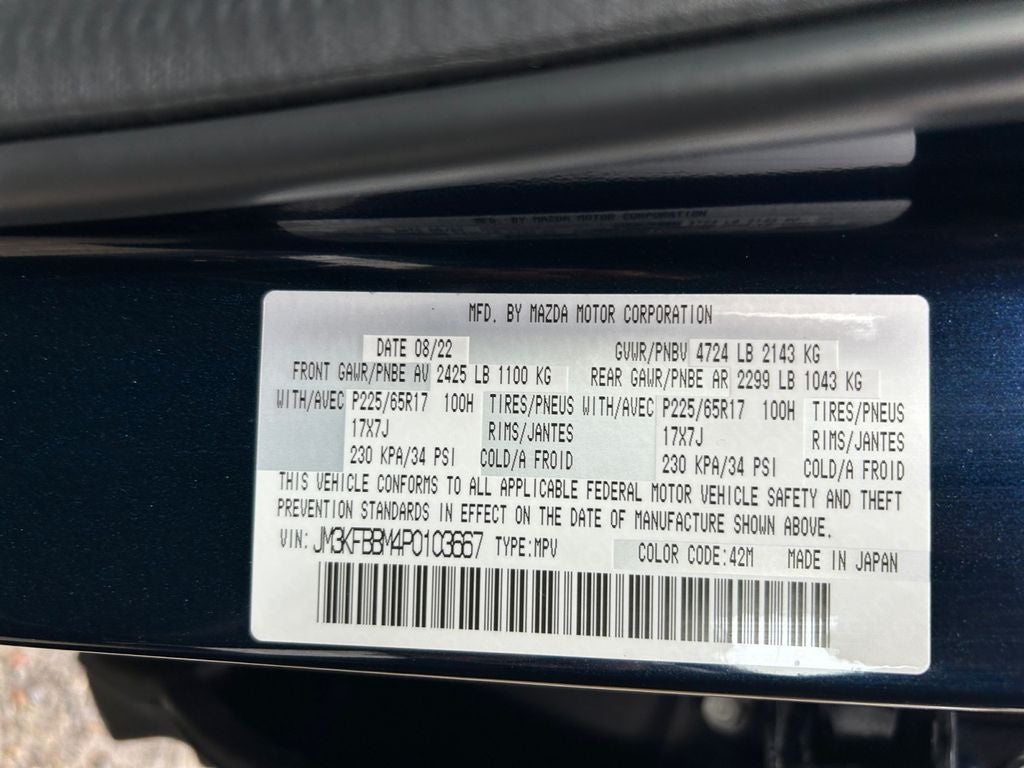 MFD. BY MAZDA MOTOR CORPORATION
MFD. BY MAZDA MOTOR CORPORATION
DATE 08/22 GVWR/PNBV 4724 LB 2143 KG
FRONT GAWR/PNBE AV 2425 LB 1100 KG REAR GAWR/PNBE AR 2299 LB 1043 KG
WITH/AVEC P225/65R17 100H TIRES/PNEUS WITH/AVEC P225/65R17 100H TIRES/PNEUS
17X7J RIMS/JANTES 17X7J RIMS/JANTES
230 KPA/34 PSI COLD/A FROID 230 KPA/34 PSI COLD/A FROID
THIS VEHICLE CONFORMS TO ALL APPLICABLE FEDERAL MOTOR VEHICLE SAFETY AND THEFT
PREVENTION STANDARDS IN EFFECT ON THE DATE OF MANUFACTURE SHOWN ABOVE.
VIN: JM3KFBBM4P0103667 TYPE:MPV COLOR CODE:42M MADE IN JAPAN